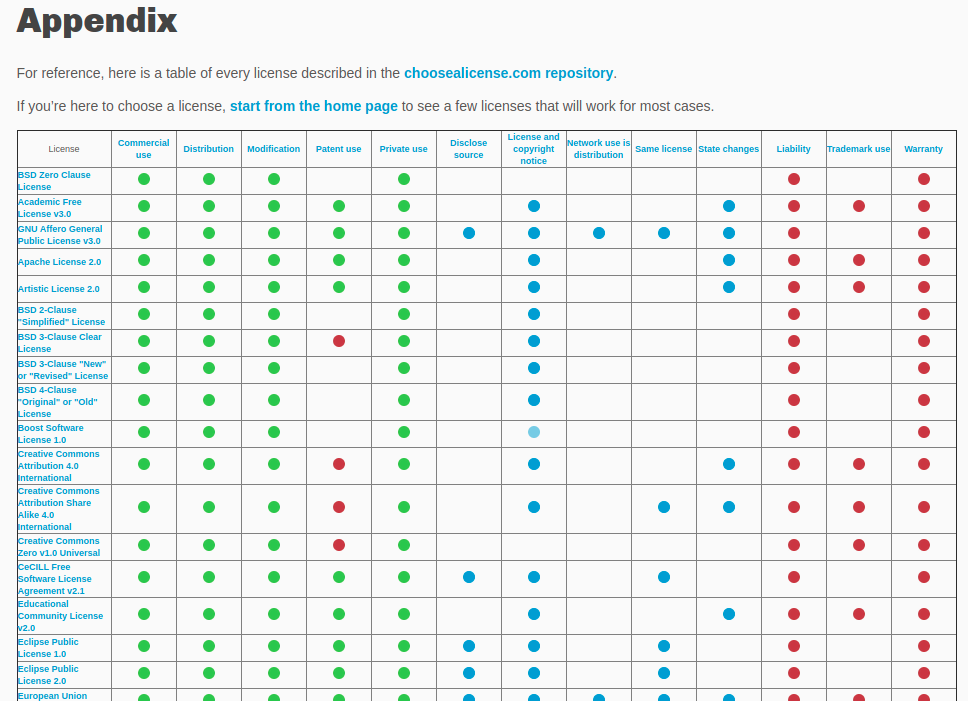 Appendix
For reference, here is a table of every license described in the choosealicense.com repository.
If you're here to choose a license, start from the home page to see a few licenses that will work for most cases.
License
Commercial
use
Distribution
Modification
Patent use
Private use
Disclose
source
License and
copyright
notice
Network use is
distribution
Same license
State changes
Liability
Trademark use
Warranty
BSD Zero Clause
License
Academic Free
License v3.0
GNU Affero General
Public License v3.0
Apache License 2.0
Artistic License 2.0
BSD 2-Clause
"Simplified" License
BSD 3-Clause Clear
License
BSD 3-Clause "New"
or "Revised" License
BSD 4-Clause
"Original" or "Old"
License
Boost Software
License 1.0
Creative Commons
Attribution 4.0
International
Creative Commons
Attribution Share
Alike 4.0
International
Creative Commons
Zero v1.0 Universal
CeCILL Free
Software License
Agreement v2.1
Educational
Community License
v2.0
Eclipse Public
License 1.0
Eclipse Public
License 2.0
European Union